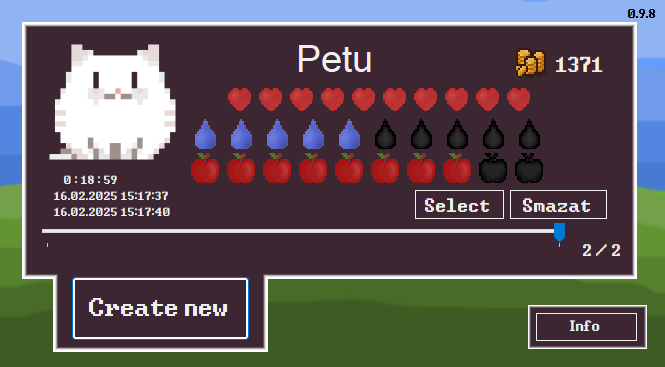 0.9.8
Petu
1371
0:18:59
16.02.2025 15:17:37
16.02.2025 15:17:40
Select
Smazat
2/2
Create new
Info